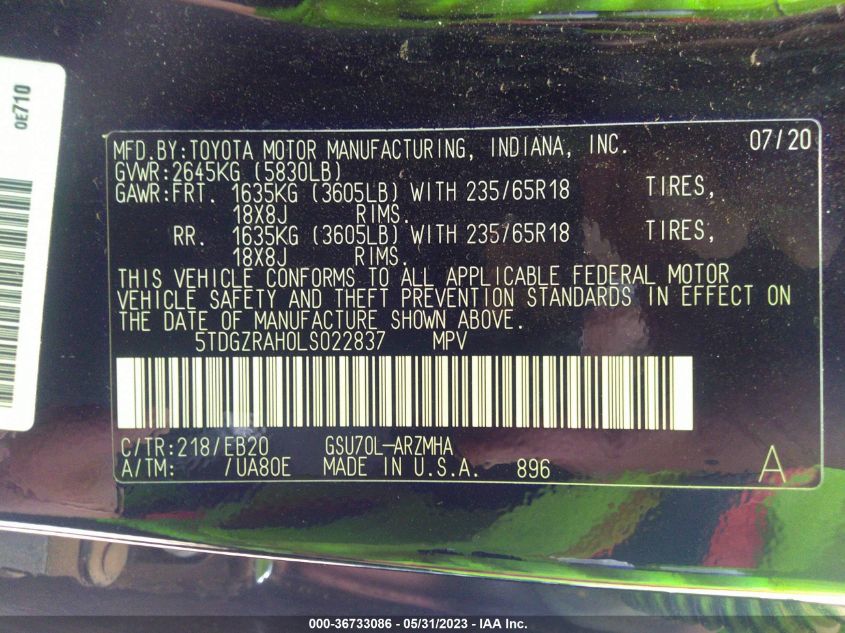 0E710
MFD.BY:TOYOTA MOTOR MANUFACTURING, INDIANA, INC. 07/20
GVWR:2645KG (5830LB)
GAWR:FRT. 1635KG (3605LB) WITH 235/65R18 TIRES,
18X8J RIMS.
RR. 1635KG (3605LB) WITH 235/65R18 TIRES,
18X8J RIMS.
THIS VEHICLE CONFORMS TO ALL APPLICABLE FEDERAL MOTOR
VEHICLE SAFETY AND THEFT PREVENTION STANDARDS IN EFFECT ON
THE DATE OF MANUFACTURE SHOWN ABOVE.
5TDGZRAH0LS022837 MPV
C/TR:218/EB20 GSU70L-ARZMHA
A/TM: /UA80E MADE IN U.S.A. 896 A
000-36733086 - 05/31/2023 - IAA Inc.